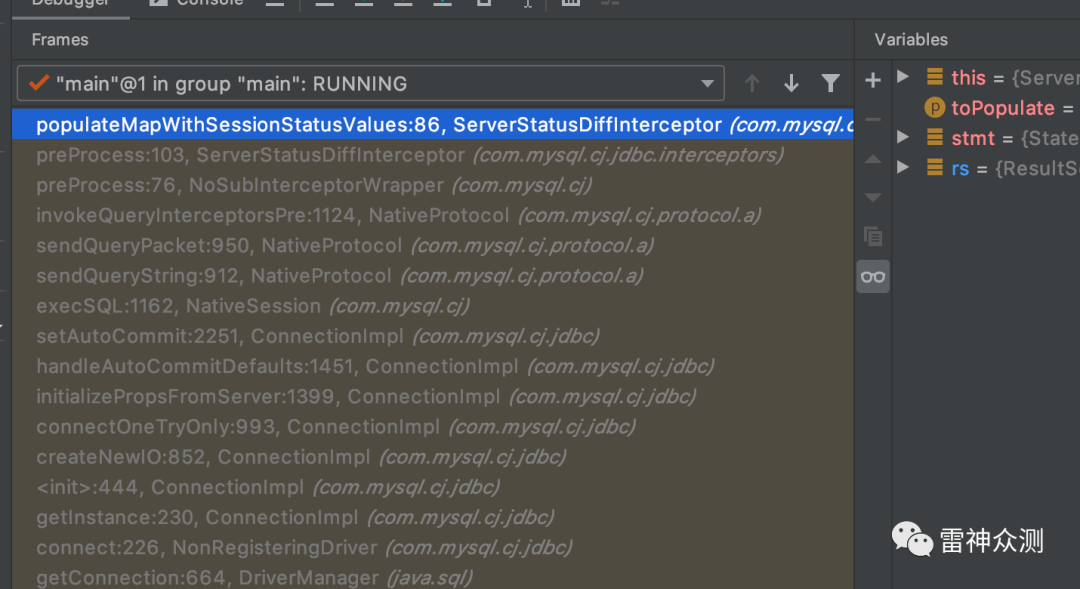 Debugger Console
Frames
Variables
"main"@1 in group "main": RUNNING
populateMapWithSessionStatusValues:86, ServerStatusDiffInterceptor (com.mysql.c
preProcess:103, ServerStatusDiffInterceptor (com.mysql.cj.jdbc.interceptors)
preProcess:76, NoSubInterceptorWrapper (com.mysql.cj)
invokeQueryInterceptorsPre:1124, NativeProtocol (com.mysql.cj.protocol.a)
sendQueryPacket:950, NativeProtocol (com.mysql.cj.protocol.a)
sendQueryString:912, NativeProtocol (com.mysql.cj.protocol.a)
execSQL:1162, NativeSession (com.mysql.cj)
setAutoCommit:2251, ConnectionImpl (com.mysql.cj.jdbc)
handleAutoCommitDefaults:1451, ConnectionImpl (com.mysql.cj.jdbc)
initializePropsFromServer:1399, ConnectionImpl (com.mysql.cj.jdbc)
connectOneTryOnly:993, ConnectionImpl (com.mysql.cj.jdbc)
createNewIO:852, ConnectionImpl (com.mysql.cj.jdbc)
<init>:444, ConnectionImpl (com.mysql.cj.jdbc)
getInstance:230, ConnectionImpl (com.mysql.cj.jdbc)
connect:226, NonRegisteringDriver (com.mysql.cj.jdbc)
getConnection:664, DriverManager (java.sql)
this = {Server
p toPopulate =
stmt = {State
rs = {ResultS
雷神众测